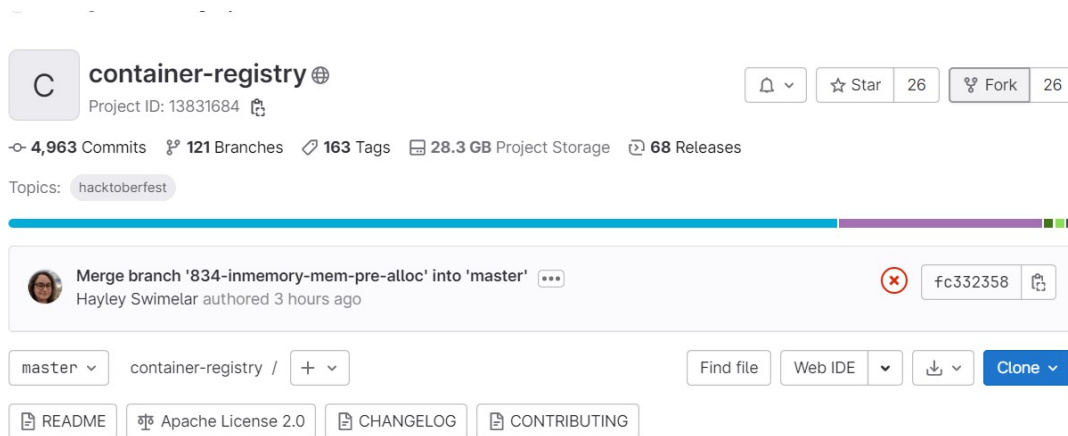 C
container-registry
Project ID: 13831684
Star 26 Fork 26
4,963 Commits 121 Branches 163 Tags 28.3 GB Project Storage 68 Releases
Topics: hacktoberfest
Merge branch '834-inmemory-mem-pre-alloc' into 'master'
Hayley Swimelar authored 3 hours ago
fc332358
master container-registry / + Find file Web IDE Clone
README Apache License 2.0 CHANGELOG CONTRIBUTING